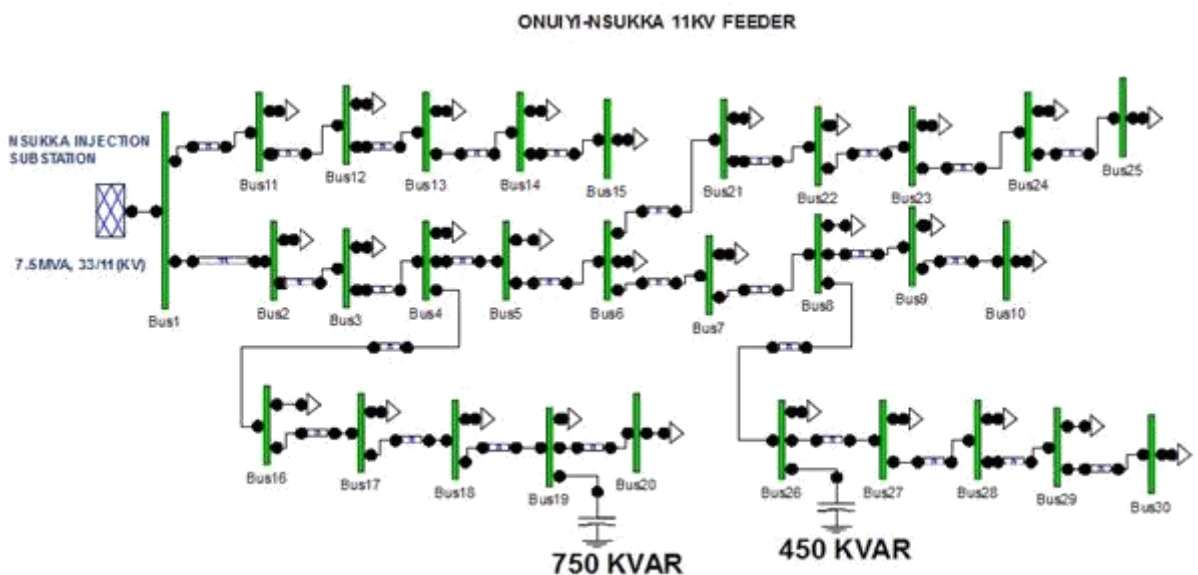 ONUIYI-NSUKKA 11KV FEEDER
NSUKKA INJECTION
SUBSTATION
Bus11
Bus12
Bus13
Bus14
Bus15
Bus21
Bus22
Bus23
Bus24
Bus25
7.5MVA, 33/11(KV)
Bus1
Bus2
Bus3
Bus4
Bus5
Bus6
Bus7
Bus8
Bus9
Bus10
Bus16
Bus17
Bus18
Bus19
Bus20
Bus26
Bus27
Bus28
Bus29
Bus30
750 KVAR
450 KVAR